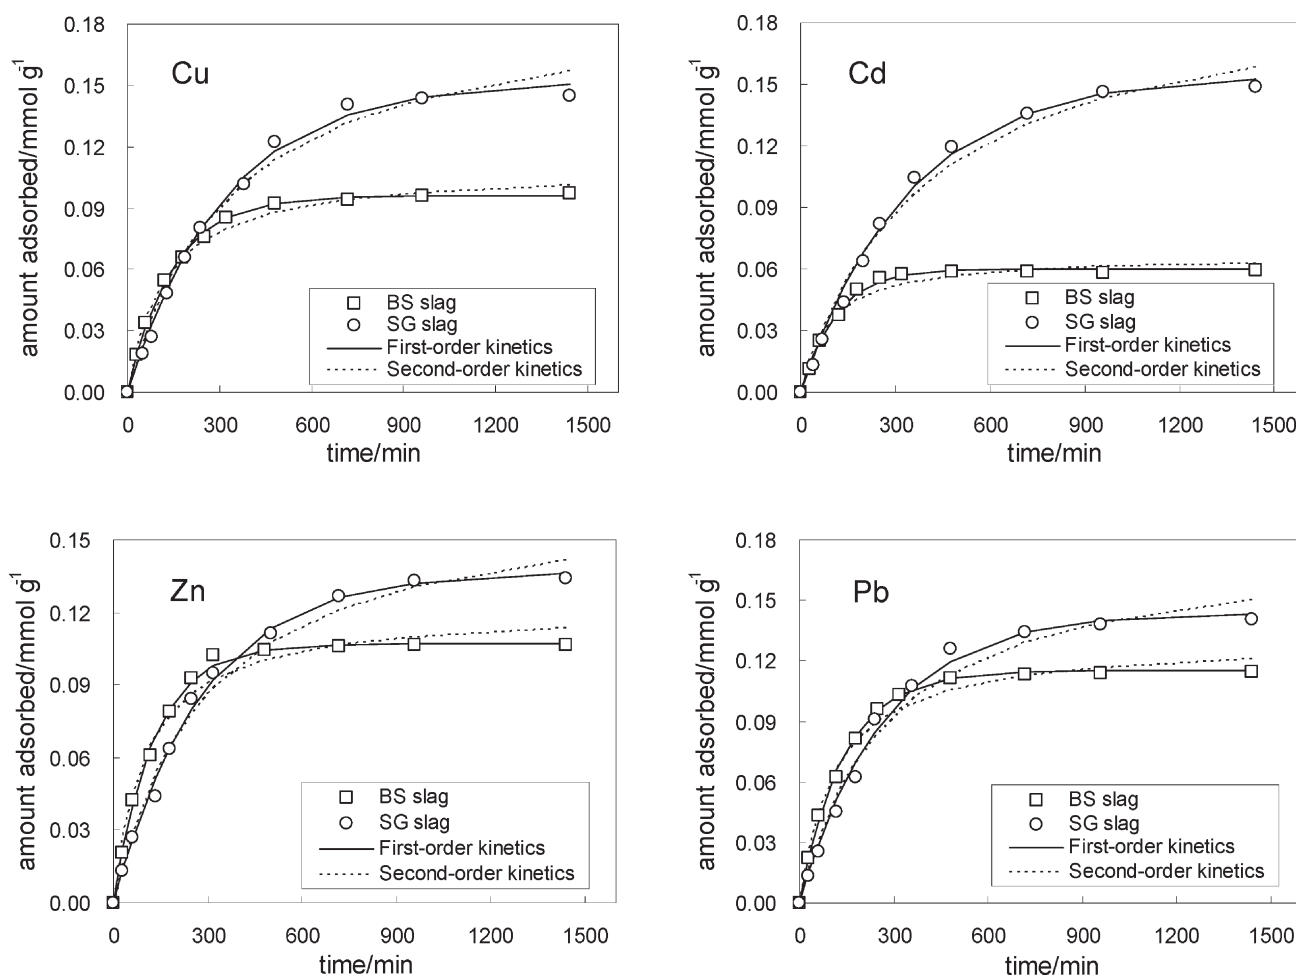 Cu
amount adsorbed/mmol g⁻¹
0.18
0.15
0.12
0.09
0.06
0.03
0.00
0 300 600 900 1200 1500
time/min
BS slag
SG slag
First-order kinetics
Second-order kinetics
Cd
amount adsorbed/mmol g⁻¹
0.18
0.15
0.12
0.09
0.06
0.03
0.00
0 300 600 900 1200 1500
time/min
BS slag
SG slag
First-order kinetics
Second-order kinetics
Zn
amount adsorbed/mmol g⁻¹
0.15
0.12
0.09
0.06
0.03
0.00
0 300 600 900 1200 1500
time/min
BS slag
SG slag
First-order kinetics
Second-order kinetics
Pb
amount adsorbed/mmol g⁻¹
0.18
0.15
0.12
0.09
0.06
0.03
0.00
0 300 600 900 1200 1500
time/min
BS slag
SG slag
First-order kinetics
Second-order kinetics